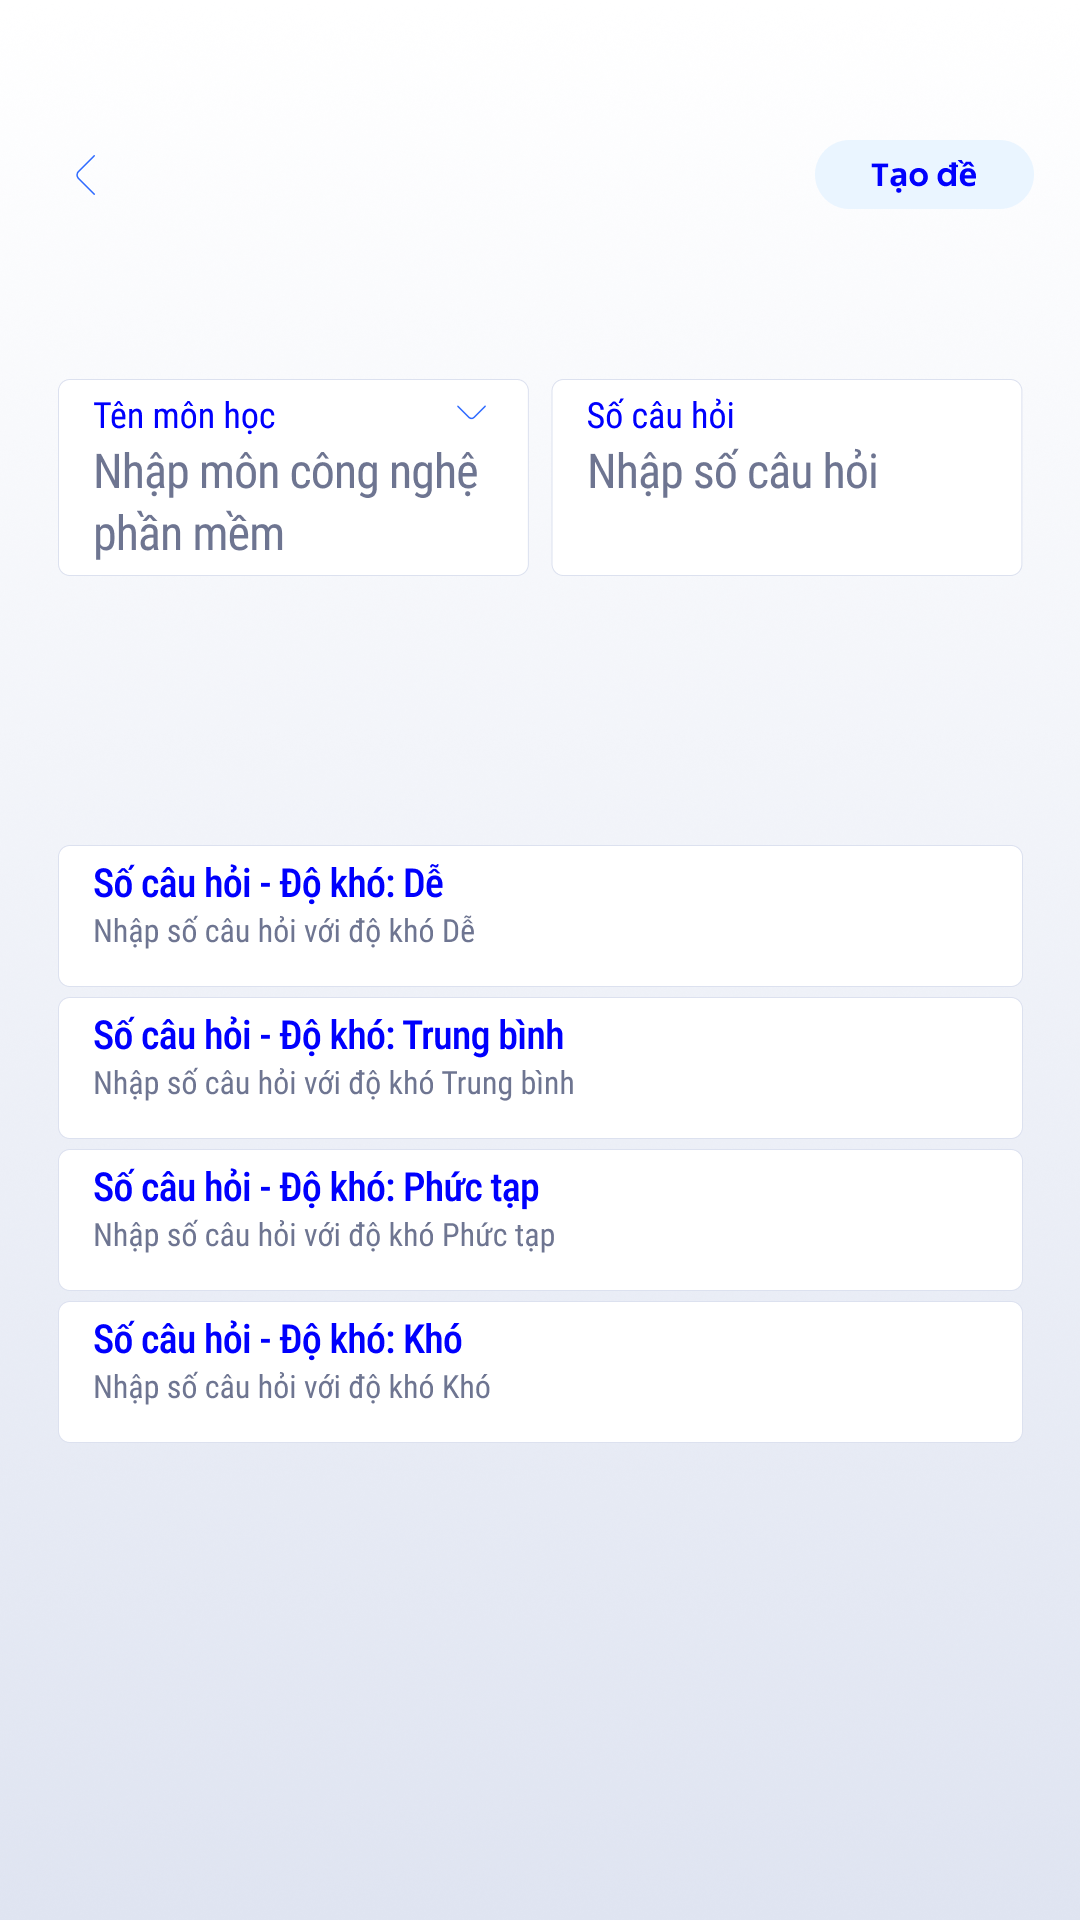 Tạo đề
Tên môn học
Nhập môn công nghệ
phần mềm
Số câu hỏi
Nhập số câu hỏi
Số câu hỏi - Độ khó: Dễ
Nhập số câu hỏi với độ khó Dễ
Số câu hỏi - Độ khó: Trung bình
Nhập số câu hỏi với độ khó Trung bình
Số câu hỏi - Độ khó: Phức tạp
Nhập số câu hỏi với độ khó Phức tạp
Số câu hỏi - Độ khó: Khó
Nhập số câu hỏi với độ khó Khó